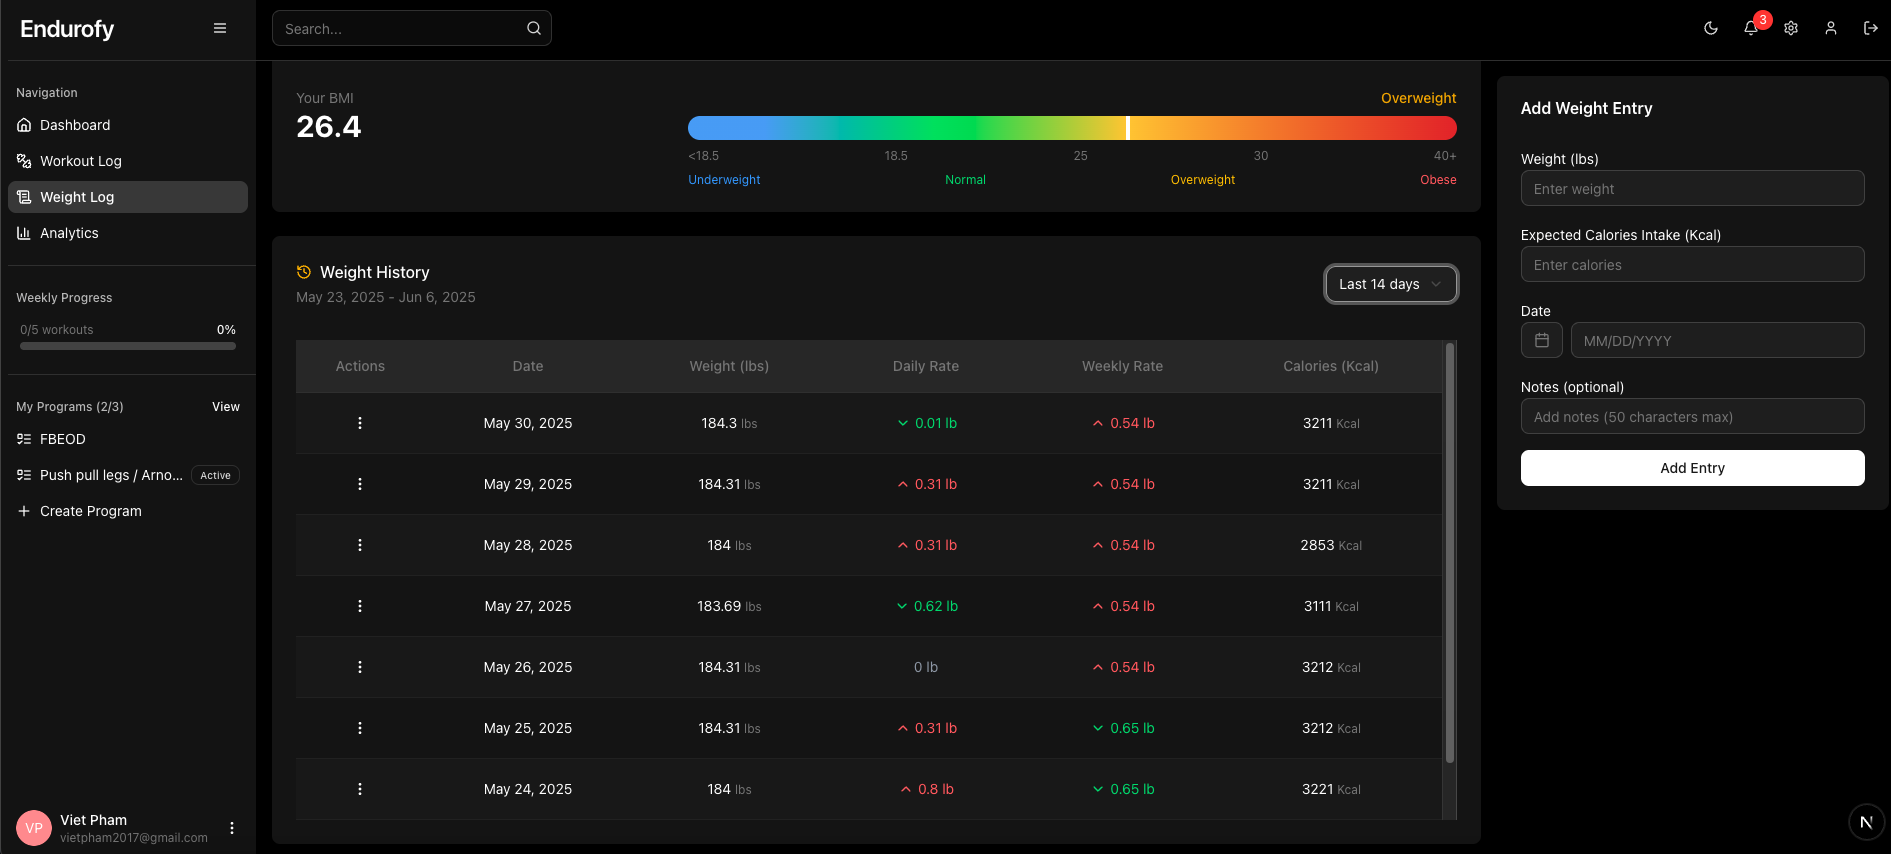 Endurofy
Search...
3
Navigation
Dashboard
Workout Log
Weight Log
Analytics
Weekly Progress
0/5 workouts 0%
My Programs (2/3) View
FBEOD
Push pull legs / Arno... Active
Create Program
VP
Viet Pham
vietpham2017@gmail.com
Your BMI
26.4
Overweight
<18.5 18.5 25 30 40+
Underweight Normal Overweight Obese
Weight History
May 23, 2025 - Jun 6, 2025
Last 14 days
Actions Date Weight (lbs) Daily Rate Weekly Rate Calories (Kcal)
May 30, 2025 184.3 lbs 0.01 lb 0.54 lb 3211 Kcal
May 29, 2025 184.31 lbs 0.31 lb 0.54 lb 3211 Kcal
May 28, 2025 184 lbs 0.31 lb 0.54 lb 2853 Kcal
May 27, 2025 183.69 lbs 0.62 lb 0.54 lb 3111 Kcal
May 26, 2025 184.31 lbs 0 lb 0.54 lb 3212 Kcal
May 25, 2025 184.31 lbs 0.31 lb 0.65 lb 3212 Kcal
May 24, 2025 184 lbs 0.8 lb 0.65 lb 3221 Kcal
Add Weight Entry
Weight (lbs)
Enter weight
Expected Calories Intake (Kcal)
Enter calories
Date
MM/DD/YYYY
Notes (optional)
Add notes (50 characters max)
Add Entry
N